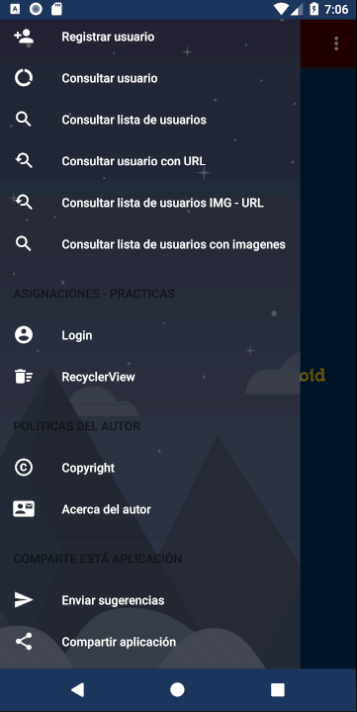 7:06
Registrar usuario
Consultar usuario
Consultar lista de usuarios
Consultar usuario con URL
Consultar lista de usuarios IMG - URL
Consultar lista de usuarios con imagenes
ASIGNACIONES - PRÁCTICAS
Login
RecyclerView
oid
POLITICAS DEL AUTOR
Copyright
Acerca del autor
COMPARTE ESTÁ APLICACIÓN
Enviar sugerencias
Compartir aplicación